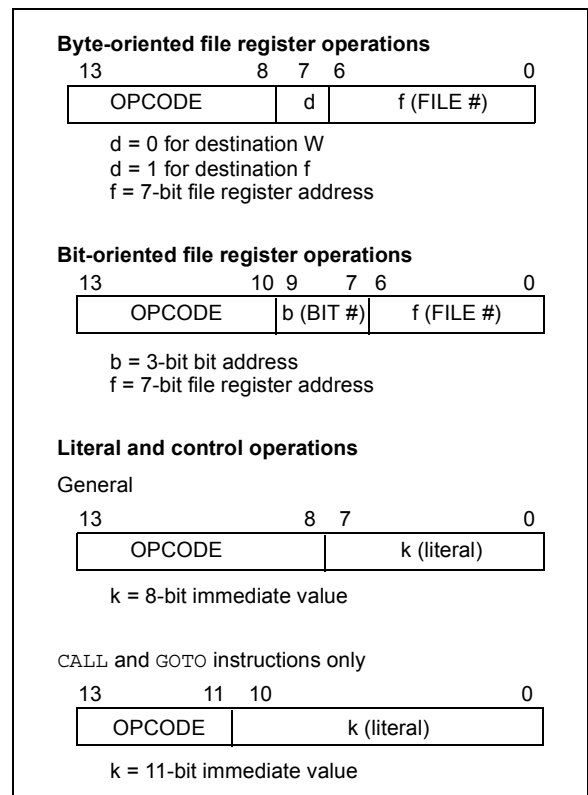 Byte-oriented file register operations
13 8 7 6 0
OPCODE d f (FILE #)
d = 0 for destination W
d = 1 for destination f
f = 7-bit file register address
Bit-oriented file register operations
13 10 9 7 6 0
OPCODE b (BIT #) f (FILE #)
b = 3-bit bit address
f = 7-bit file register address
Literal and control operations
General
13 8 7 0
OPCODE k (literal)
k = 8-bit immediate value
CALL and GOTO instructions only
13 11 10 0
OPCODE k (literal)
k = 11-bit immediate value